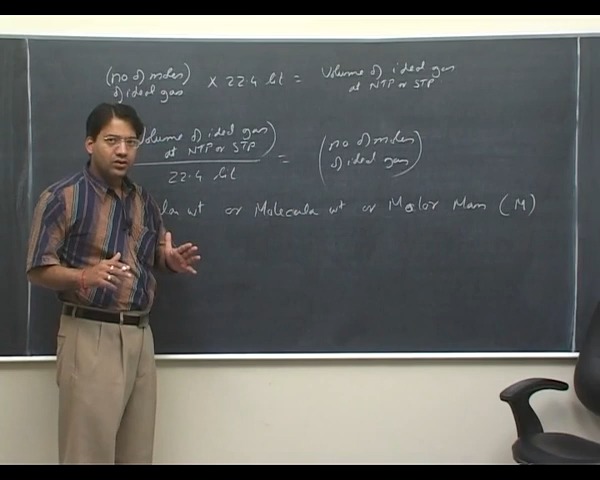 (no of moles) × 22.4 lit = Volume of ideal gas
of ideal gas at NTP or STP
Volume of ideal gas) = (no of moles
at NTP or STP of ideal gas)
22.4 lit
wt or Molecula wt or Molar Mass (M)